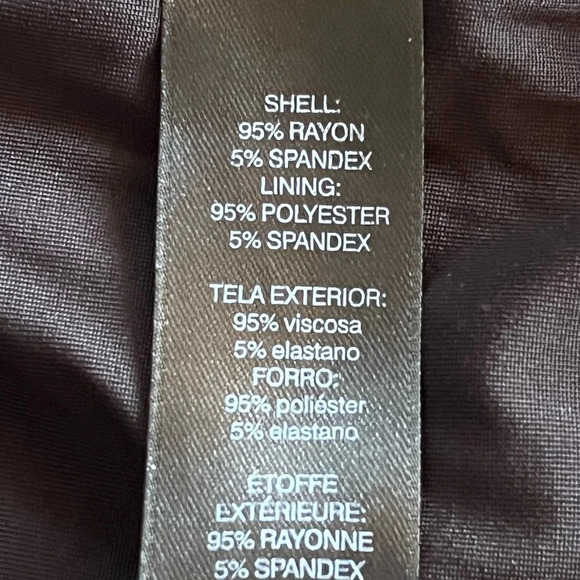 SHELL:
95% RAYON
5% SPANDEX
LINING:
95% POLYESTER
5% SPANDEX
TELA EXTERIOR:
95% viscosa
5% elastano
FORRO:
95% poliéster
5% elastano
ÉTOFFE
EXTÉRIEURE:
95% RAYONNE
5% SPANDEX